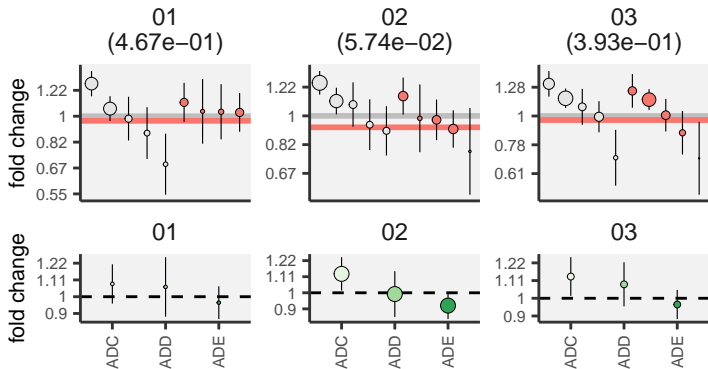 01 02 03
(4.67e−01) (5.74e−02) (3.93e−01)
fold change
1.22 1.22 1.28
1 1 1
0.82 0.82 0.78
0.67 0.67 0.61
0.55
01 02 03
fold change
1.22 1.22 1.22
1.11 1.11 1.11
1 1 1
0.9 0.9 0.9
ADC ADD ADE ADC ADD ADE ADC ADD ADE